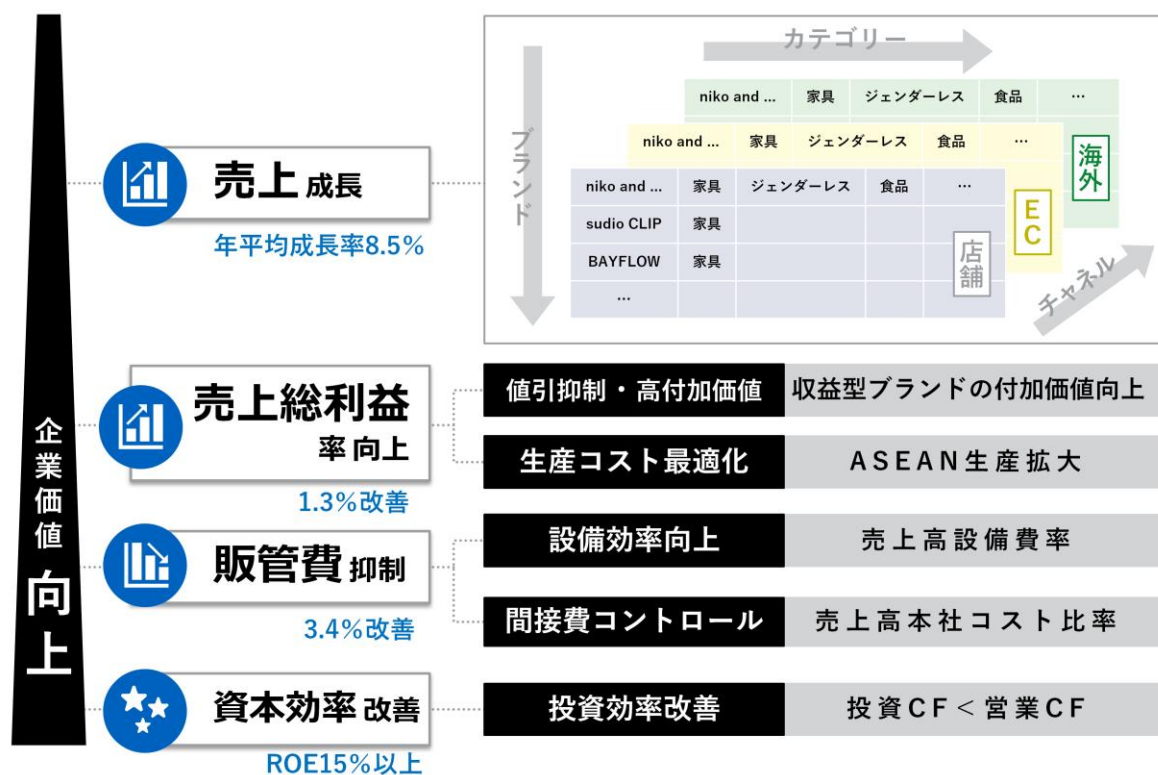 企業価値
向上
売上 成長
年平均成長率8.5%
カテゴリー
ブランド
チャネル
niko and ... 家具 ジェンダーレス 食品 …
海外
niko and ... 家具 ジェンダーレス 食品 …
EC
niko and ... 家具 ジェンダーレス 食品 …
sudio CLIP 家具
BAYFLOW 家具
…
店舗
売上総利益
率 向上
1.3%改善
値引抑制・高付加価値 収益型ブランドの付加価値向上
生産コスト最適化 ASEAN生産拡大
販管費 抑制
3.4%改善
設備効率向上 売上高設備費率
間接費コントロール 売上高本社コスト比率
資本効率 改善
ROE15%以上
投資効率改善 投資CF＜営業CF